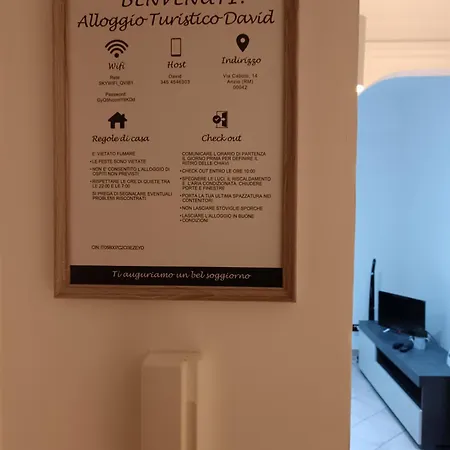 BENVENUTI!
Alloggio Turistico David
Wifi
Host
Indirizzo
Rete
David
Via Cattolo, 14
Anzio (RM)
00042
Password
Regole di casa
Check out
E' VIETATO FUMARE
LE FESTE SONO VIETATE
NON E' CONSENTITO L'ALLOGGIO DI
OSPITI NON PREVISTI
RISPETTARE LE ORE DI QUIETE TRA
LE 22.00 E LE 7.00
SI PREGA DI SEGNALARE EVENTUALI
PROBLEMI RISCONTRATI
COMUNICARE L'ORARIO DI PARTENZA
IL GIORNO PRIMA PER DEFINIRE IL
RITIRO DELLE CHIAVI
CHECK OUT ENTRO LE ORE 10:00
SPEGNERE LE LUCI, IL RISCALDAMENTO
E L'ARIA CONDIZIONATA, CHIUDERE
PORTE E FINESTRE
PORTA LA TUA ULTIMA SPAZZATURA NEI
CONTENITORI
NON LASCIARE STOVIGLIE SPORCHE
LASCIARE L'ALLOGGIO IN BUONE
CONDIZIONI
Ti auguriamo un bel soggiorno